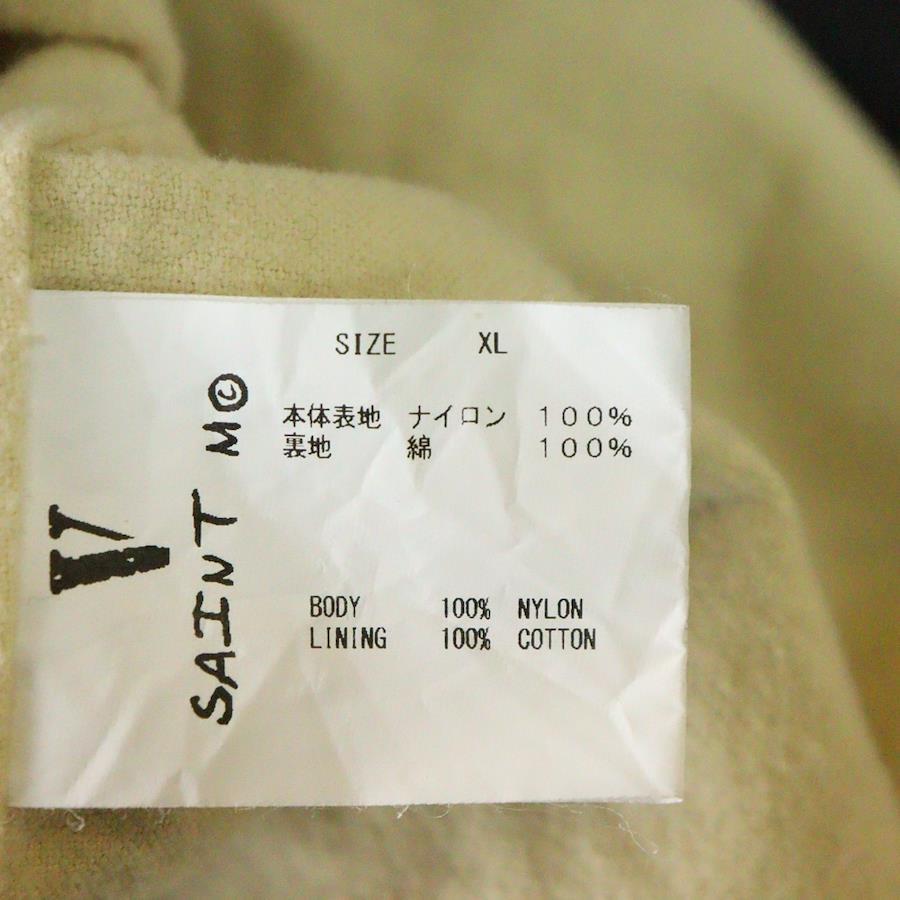 SIZE XL
本体表地 ナイロン 100%
裏地 綿 100%
BODY 100% NYLON
LINING 100% COTTON
V
SAINT M©